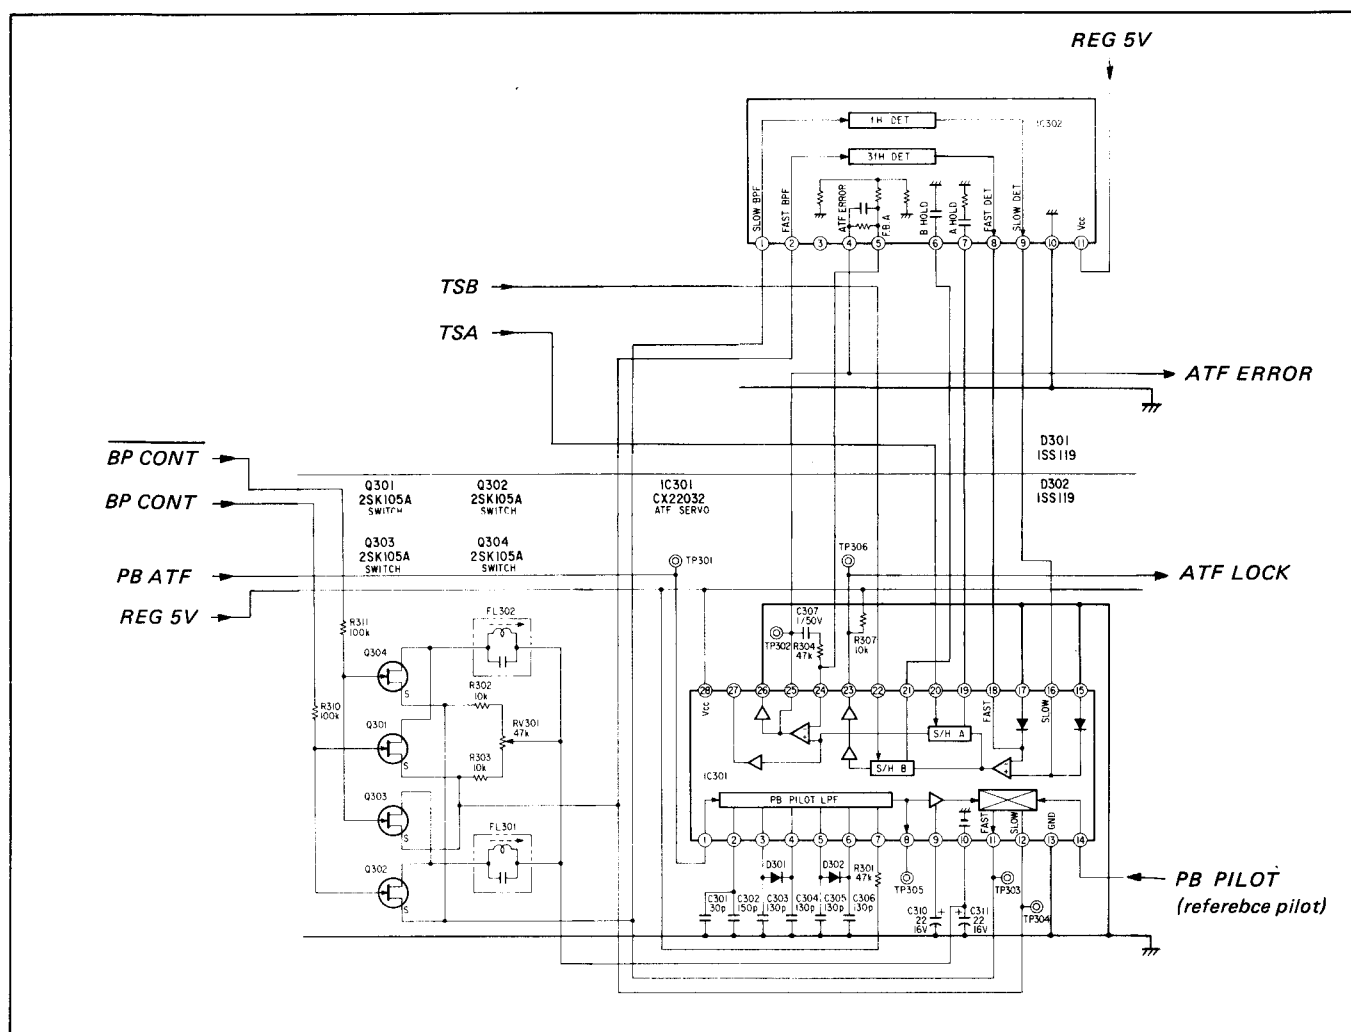 REG 5V
1H DET
IC302
31H DET
SLOW BPF
FAST BPF
ATF ERROR
F.B.A
B HOLD
A HOLD
FAST DET
SLOW DET
Vcc
1 2 3 4 5 6 7 8 9 10 11
TSB
TSA
ATF ERROR
BP CONT
BP CONT
D301
1SS119
D302
1SS119
Q301
2SK105A
SWITCH
Q302
2SK105A
SWITCH
IC301
CX22032
ATF SERVO
Q303
2SK105A
SWITCH
Q304
2SK105A
SWITCH
TP301
TP306
PB ATF
ATF LOCK
REG 5V
FL302
C307
1/50V
R311
100k
TP302
R304
47k
R307
10k
Q304
S
28 27 26 25 24 23 22 21 20 19 18 17 16 15
R302
10k
Vcc
FAST
SLOW
R310
100k
Q301
S
RV301
47k
S/H A
R303
10k
S/H B
IC301
PB PILOT LPF
FAST
SLOW
GND
Q303
S
FL301
1 2 3 4 5 6 7 8 9 10 11 12 13 14
Q302
S
D301
D302
R301
47k
TP305
TP303
TP304
PB PILOT
(referebce pilot)
C301
30p
C302
150p
C303
130p
C304
130p
C305
130p
C306
130p
C310
22
16V
C311
22
16V